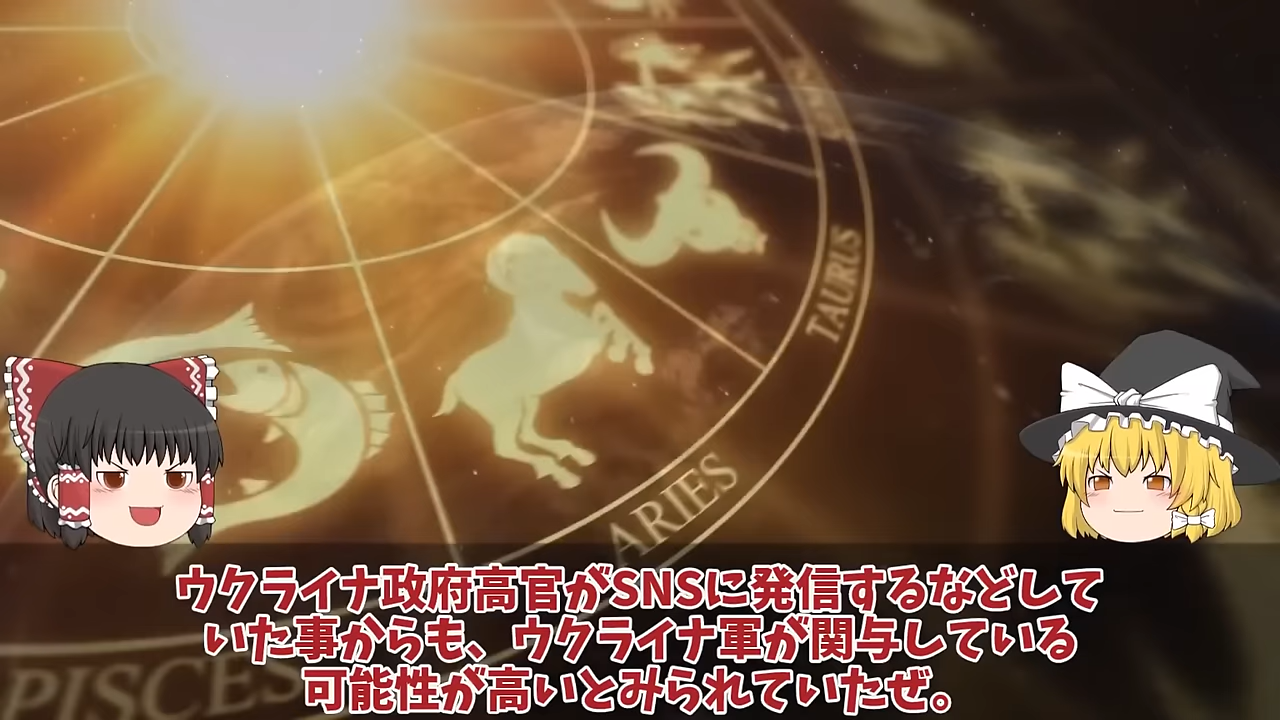 TAURUS
ARIES
PISCES
ウクライナ政府高官がSNSに発信するなどして
いた事からも、ウクライナ軍が関与している
可能性が高いとみられていたぜ。